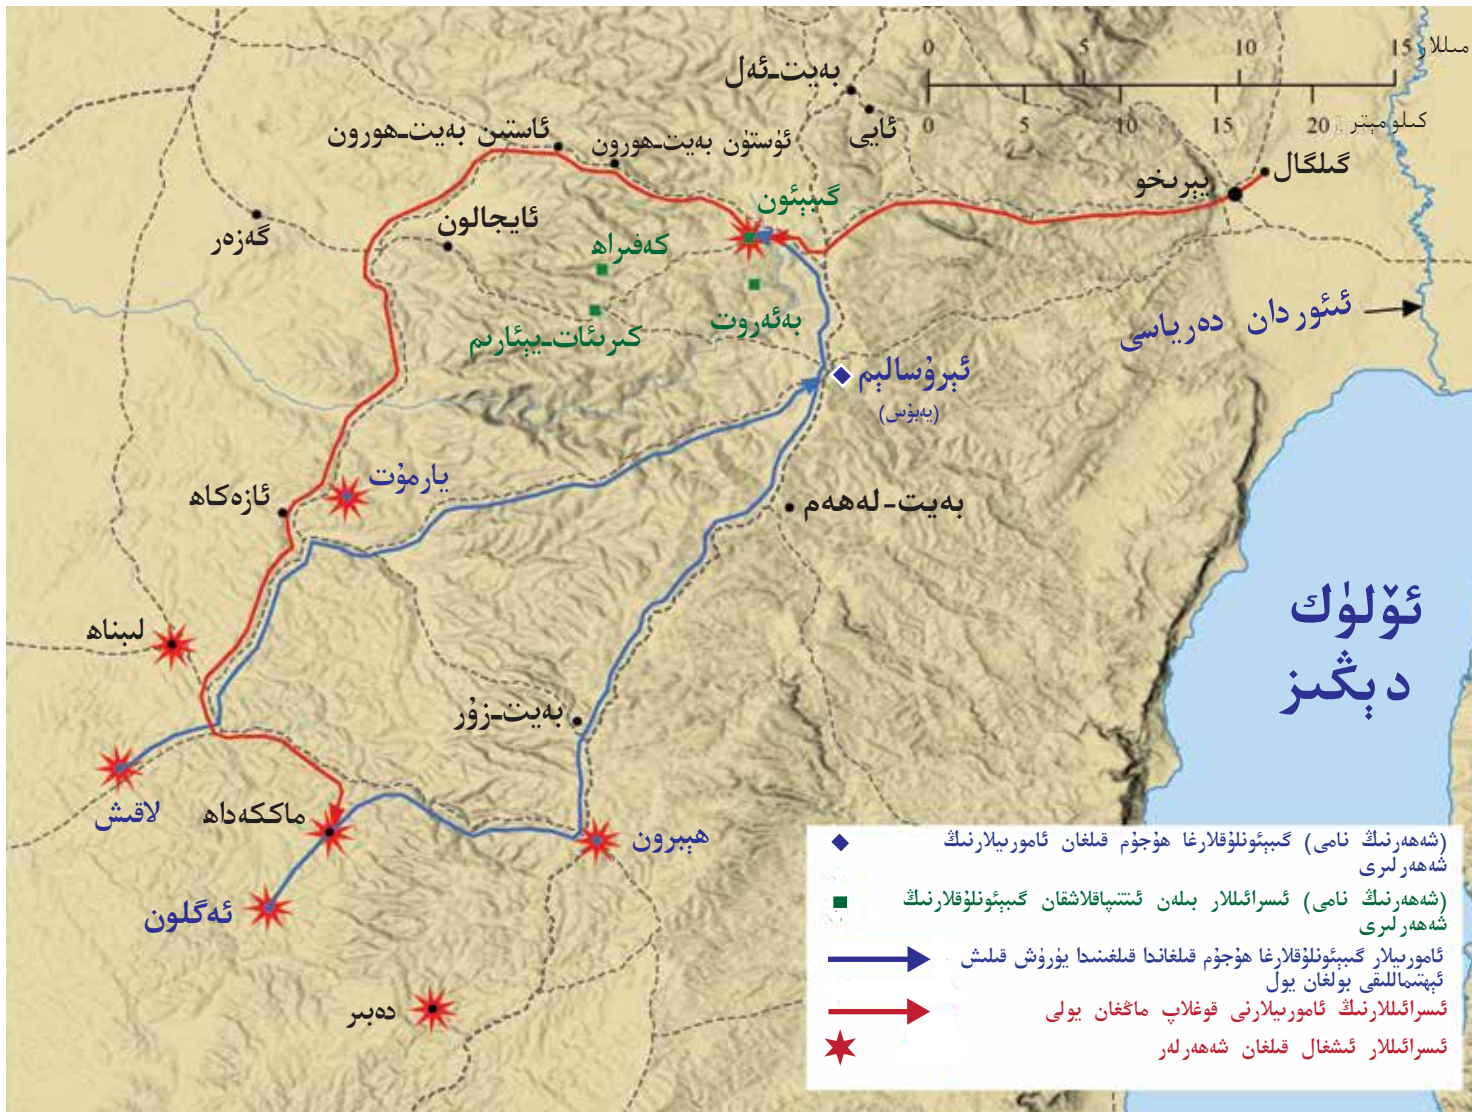 0 5 10 15 مىللار
0 5 10 15 20 كىلومېتر
بەيت-ئەل
ئايى
ئاستىن بەيت-ھورون
ئۈستۈن بەيت-ھورون
گىلگال
يېرىخو
گىبېئون
ئايجالون
گەزەر
كەفىراھ
بەئەروت
كىرىئات-يېئارىم
ئىئوردان دەرياسى
ئېرۇسالېم
(يەبۇس)
يارمۇت
ئازەكاھ
بەيت-لەھەم
ئۆلۈك
دېڭىز
لىبناھ
بەيت-زۇر
لاقىش
ماككەداھ
ھېبرون
ئەگلون
دەبىر
(شەھەرنىڭ نامى) گىبېئونلۇقلارغا ھۇجۇم قىلغان ئامورىيلارنىڭ
شەھەرلىرى
(شەھەرنىڭ نامى) ئىسرائىللار بىلەن ئىتتىپاقلاشقان گىبېئونلۇقلارنىڭ
شەھەرلىرى
ئامورىيلار گىبېئونلۇقلارغا ھۇجۇم قىلغاندا قىلغىنىدا يۈرۈش قىلىش
ئېھتىماللىقى بولغان يول
ئىسرائىللارنىڭ ئامورىيلارنى قوغلاپ ماڭغان يولى
ئىسرائىللار ئىشغال قىلغان شەھەرلەر